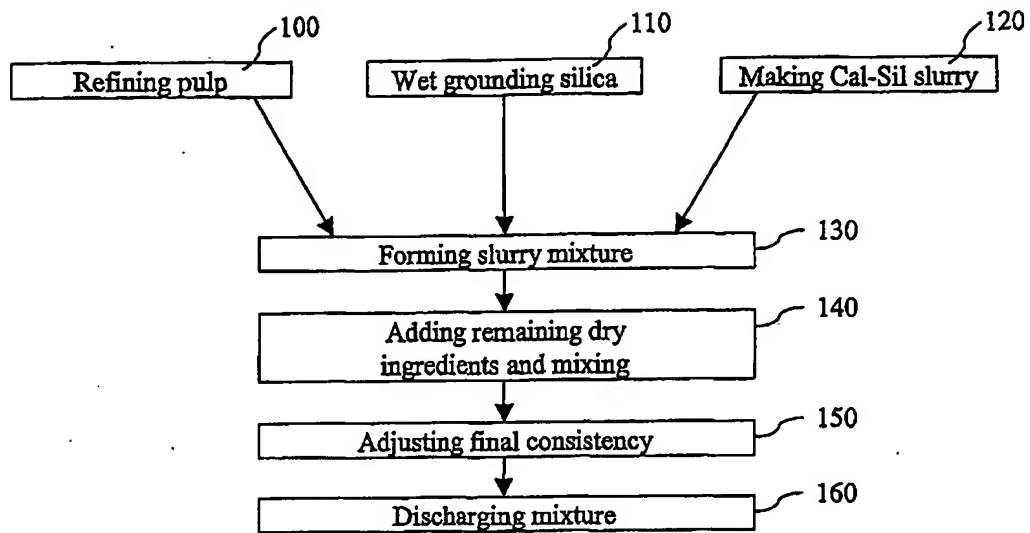 100
110
120
Refining pulp
Wet grounding silica
Making Cal-Sil slurry
130
Forming slurry mixture
140
Adding remaining dry
ingredients and mixing
150
Adjusting final consistency
160
Discharging mixture